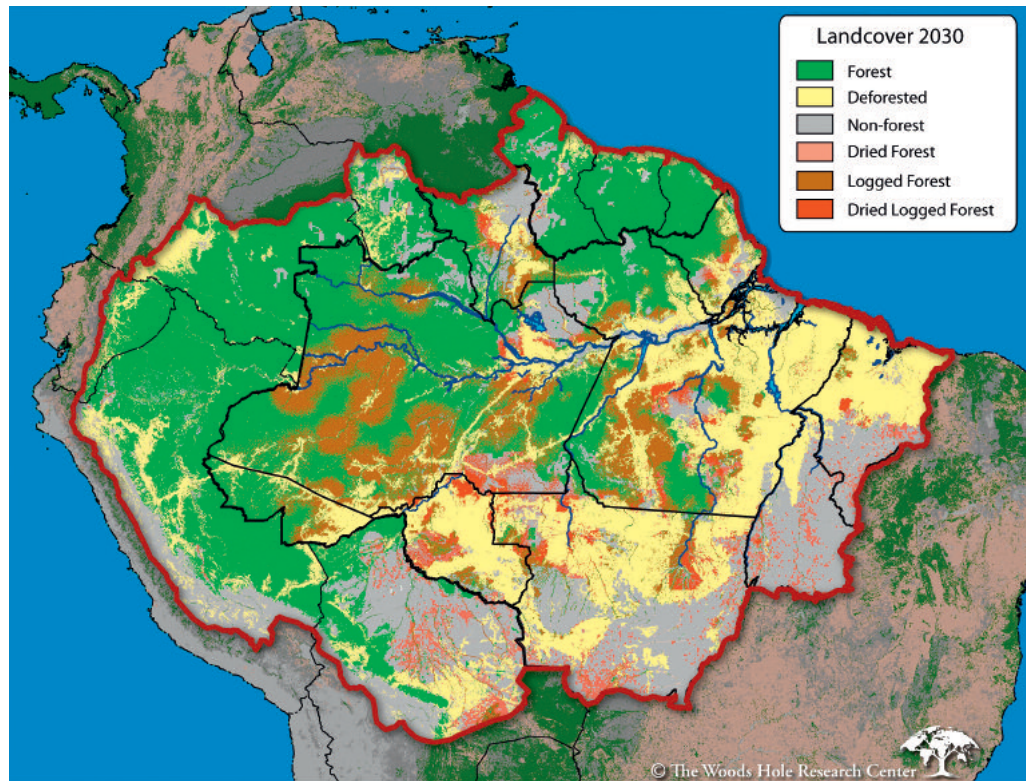 Landcover 2030
Forest
Deforested
Non-forest
Dried Forest
Logged Forest
Dried Logged Forest
© The Woods Hole Research Center